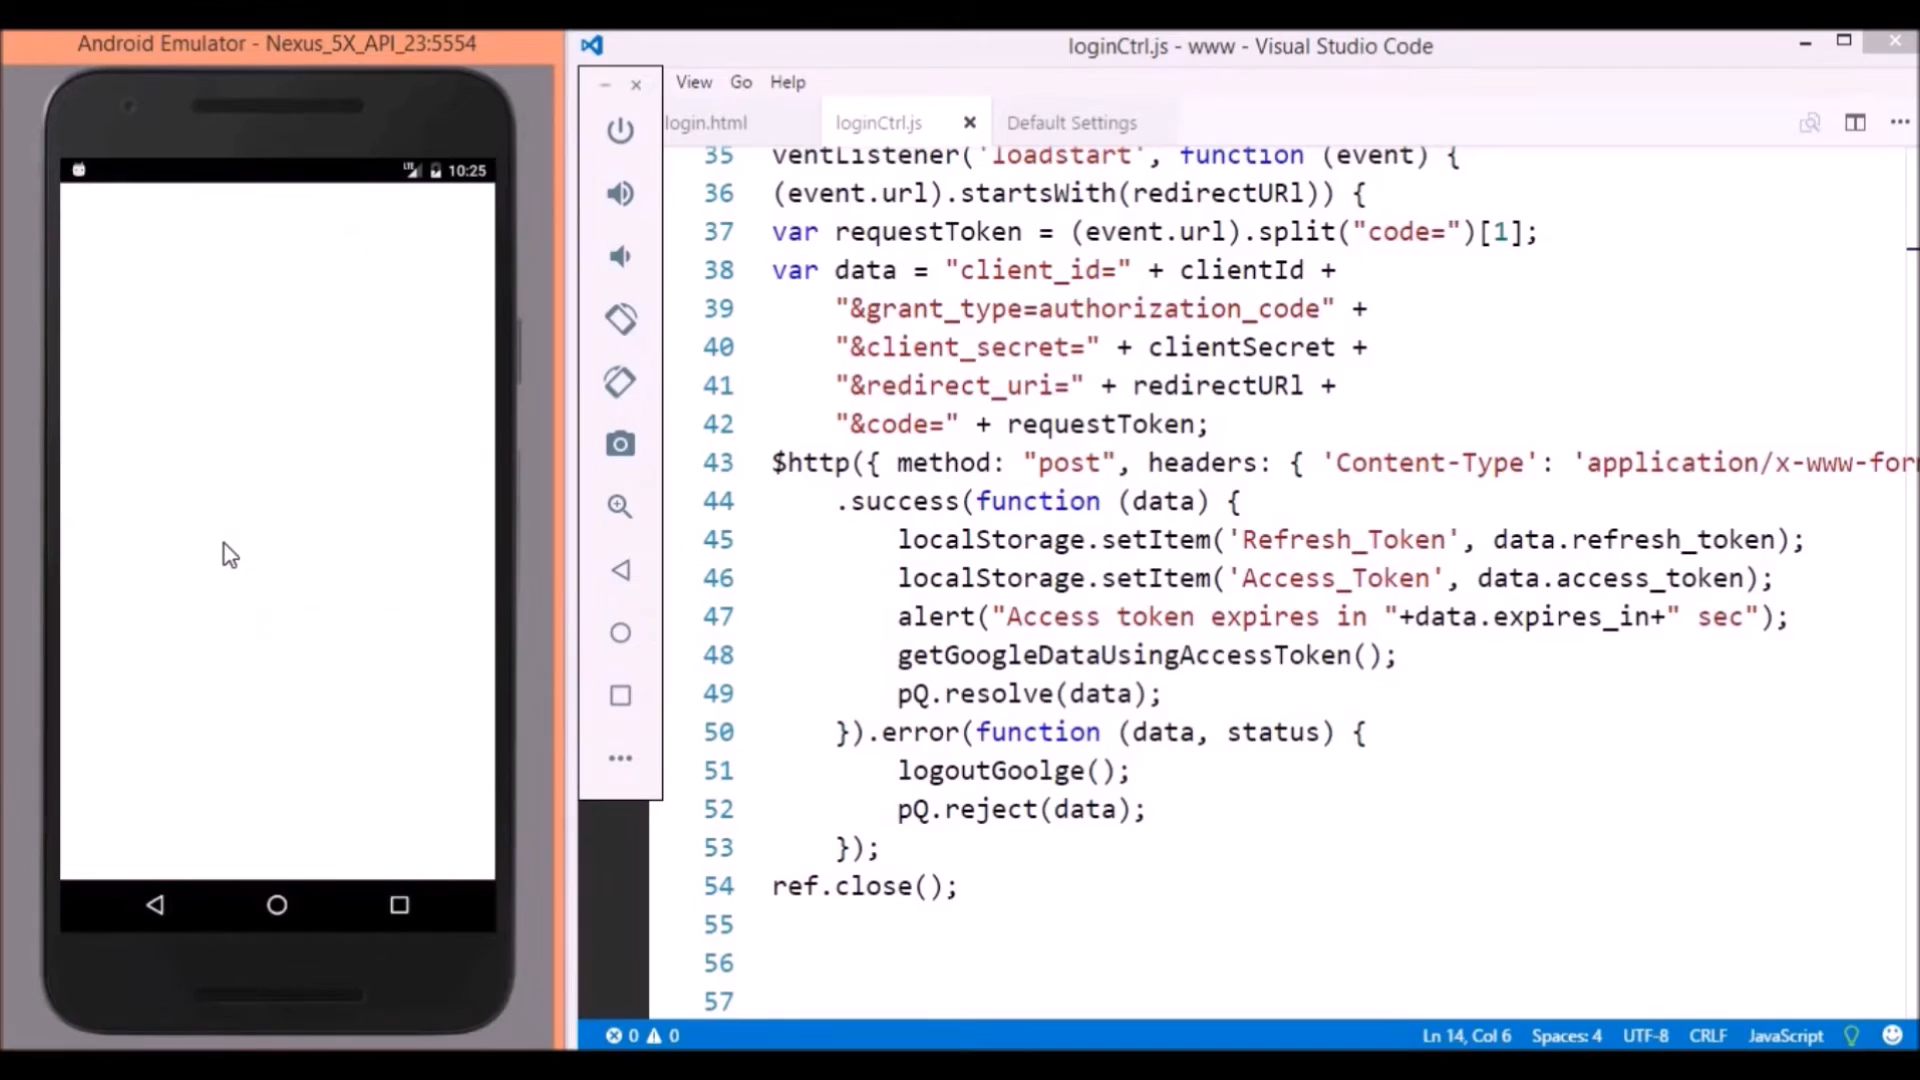 Android Emulator - Nexus_5X_API_23:5554
LTE 10:25
loginCtrl.js - www - Visual Studio Code
View Go Help
login.html loginCtrl.js Default Settings
35 ventListener('loadstart', function (event) {
36 (event.url).startsWith(redirectURl)) {
37 var requestToken = (event.url).split("code=")[1];
38 var data = "client_id=" + clientId +
39 "&grant_type=authorization_code" +
40 "&client_secret=" + clientSecret +
41 "&redirect_uri=" + redirectURl +
42 "&code=" + requestToken;
43 $http({ method: "post", headers: { 'Content-Type': 'application/x-www-for
44 .success(function (data) {
45 localStorage.setItem('Refresh_Token', data.refresh_token);
46 localStorage.setItem('Access_Token', data.access_token);
47 alert("Access token expires in "+data.expires_in+" sec");
48 getGoogleDataUsingAccessToken();
49 pQ.resolve(data);
50 }).error(function (data, status) {
51 logoutGoolge();
52 pQ.reject(data);
53 });
54 ref.close();
55
56
57
0 0 Ln 14, Col 6 Spaces: 4 UTF-8 CRLF JavaScript